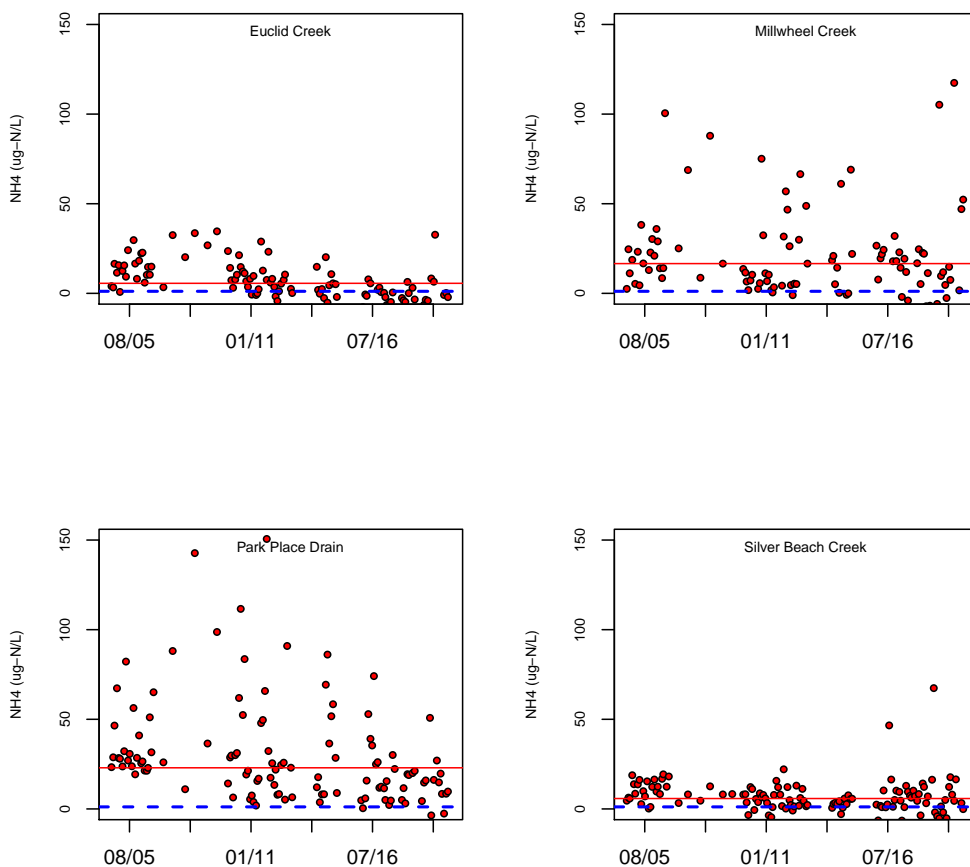 Euclid Creek
NH4 (ug−N/L)
150
100
50
0
08/05 01/11 07/16
Millwheel Creek
NH4 (ug−N/L)
150
100
50
0
08/05 01/11 07/16
Park Place Drain
NH4 (ug−N/L)
150
100
50
0
08/05 01/11 07/16
Silver Beach Creek
NH4 (ug−N/L)
150
100
50
0
08/05 01/11 07/16